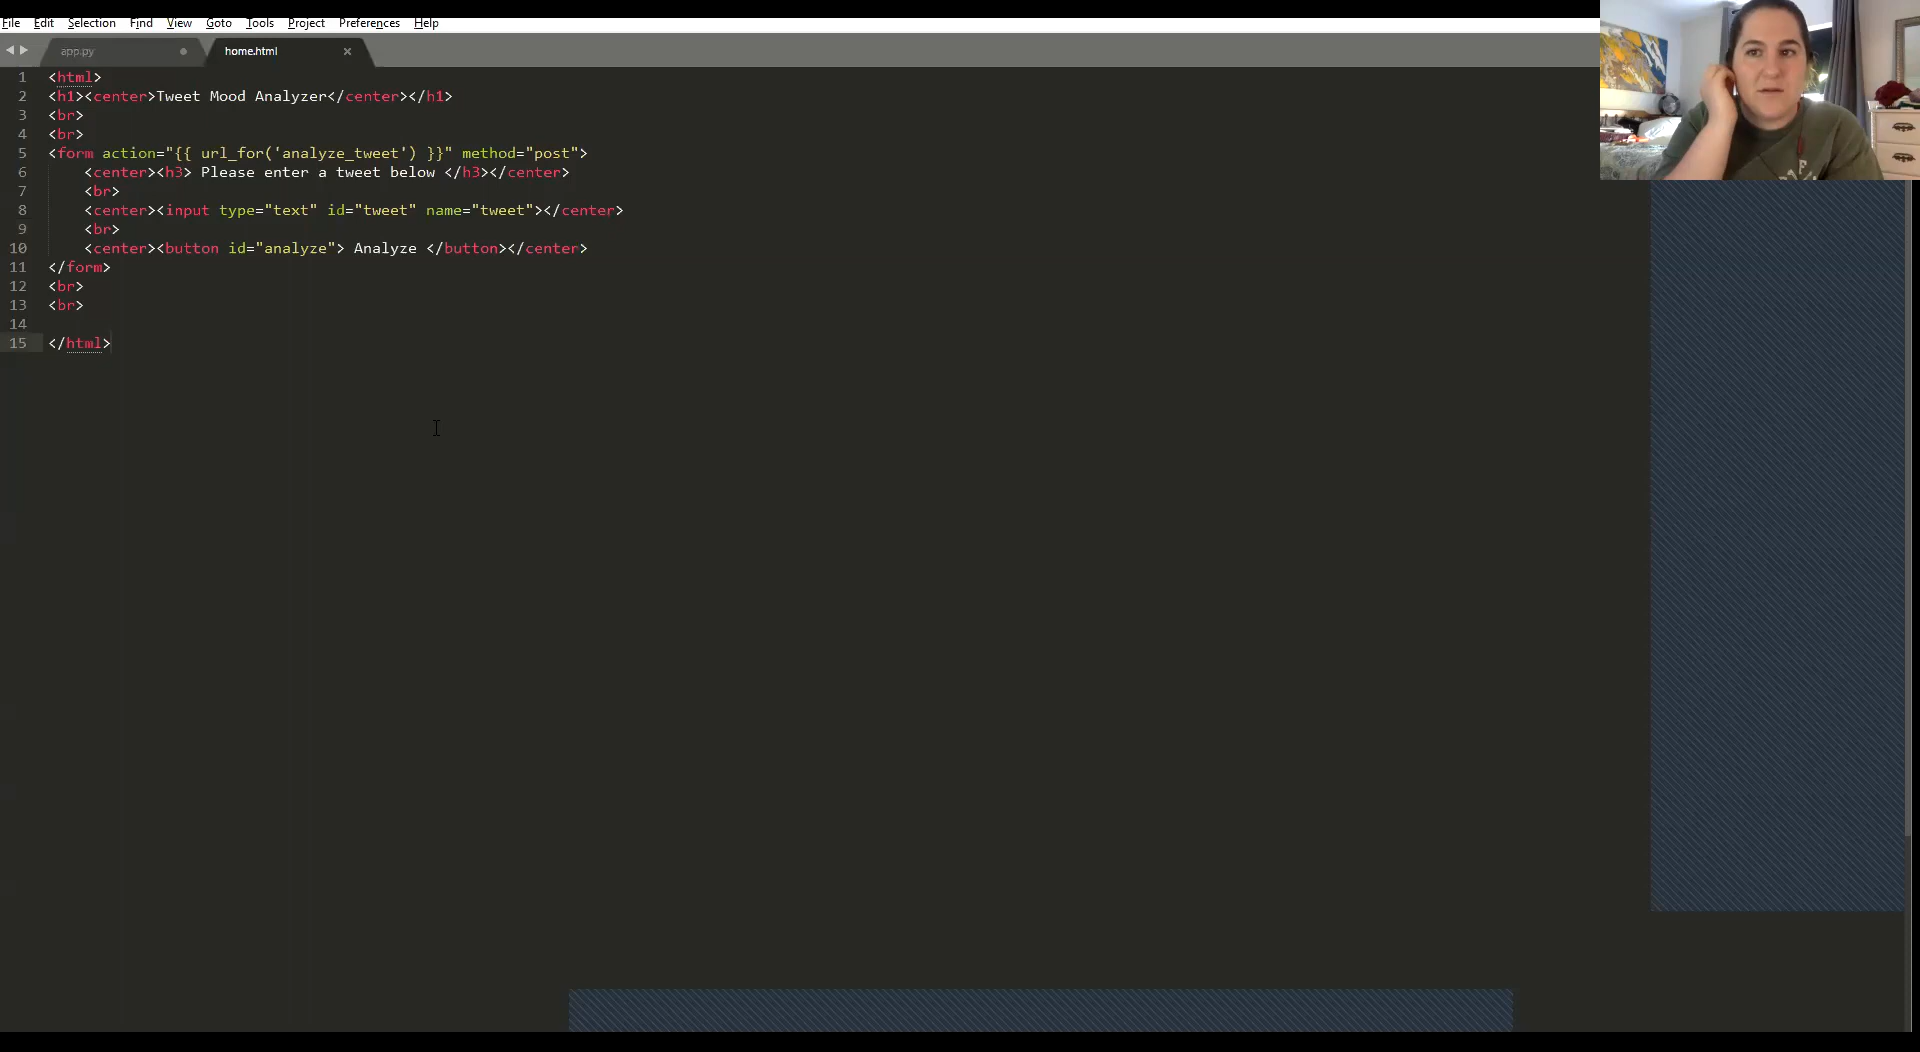 File Edit Selection Find View Goto Tools Project Preferences Help
app.py home.html
1 <html>
2 <h1><center>Tweet Mood Analyzer</center></h1>
3 <br>
4 <br>
5 <form action="{{ url_for('analyze_tweet') }}" method="post">
6 <center><h3> Please enter a tweet below </h3></center>
7 <br>
8 <center><input type="text" id="tweet" name="tweet"></center>
9 <br>
10 <center><button id="analyze"> Analyze </button></center>
11 </form>
12 <br>
13 <br>
14
15 </html>